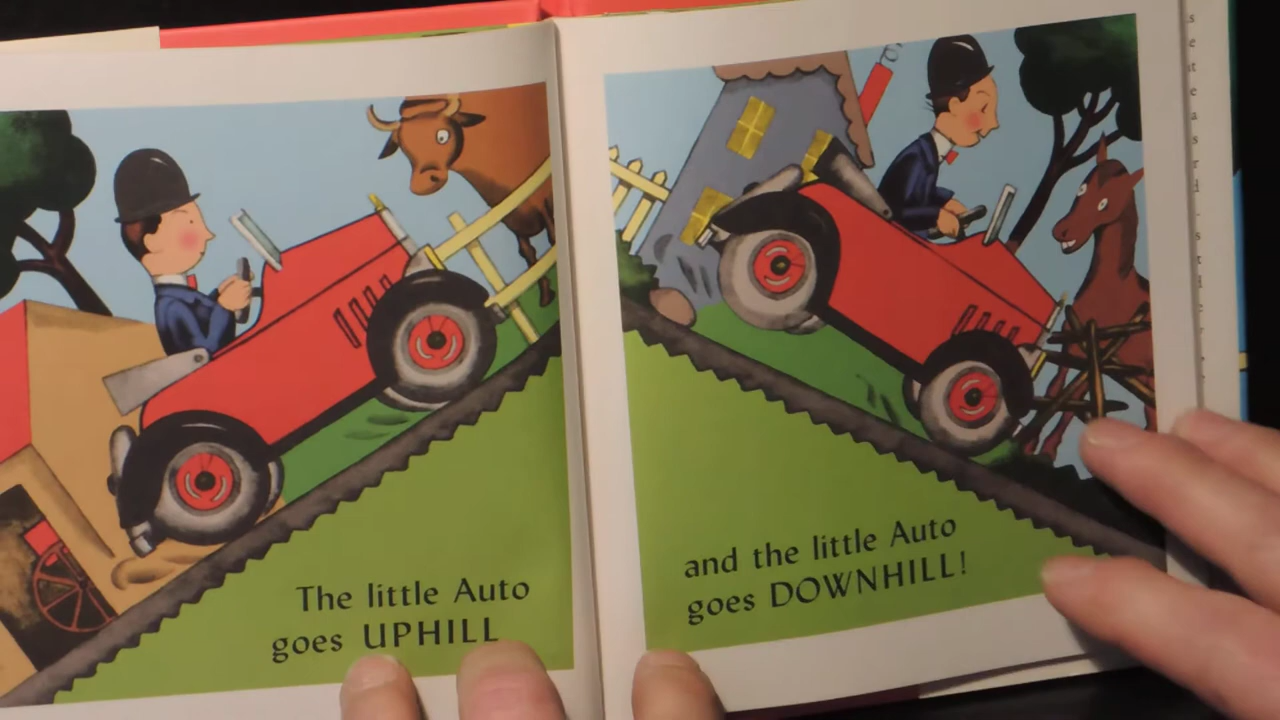 The little Auto
goes UPHILL
and the little Auto
goes DOWNHILL!